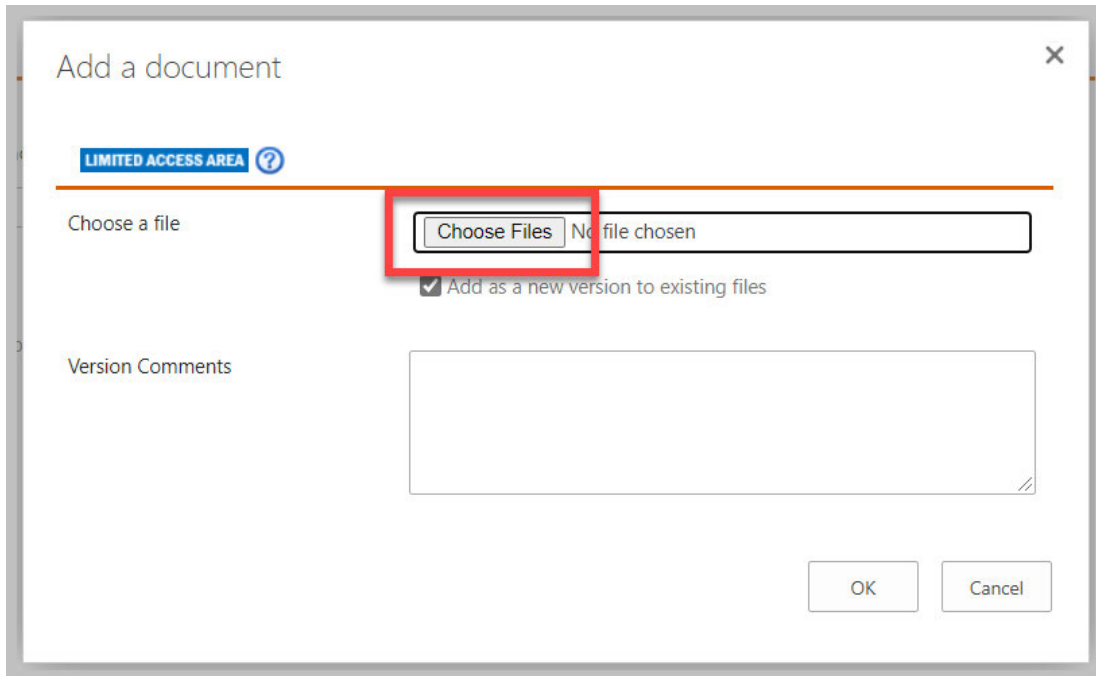 Add a document
LIMITED ACCESS AREA ?
Choose a file
Choose Files No file chosen
Add as a new version to existing files
Version Comments
OK Cancel